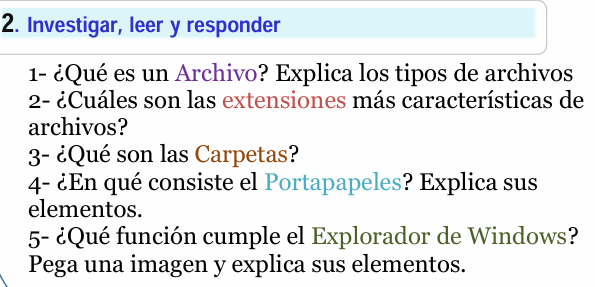 2. Investigar, leer y responder
1- ¿Qué es un Archivo? Explica los tipos de archivos
2- ¿Cuáles son las extensiones más características de
archivos?
3- ¿Qué son las Carpetas?
4- ¿En qué consiste el Portapapeles? Explica sus
elementos.
5- ¿Qué función cumple el Explorador de Windows?
Pega una imagen y explica sus elementos.